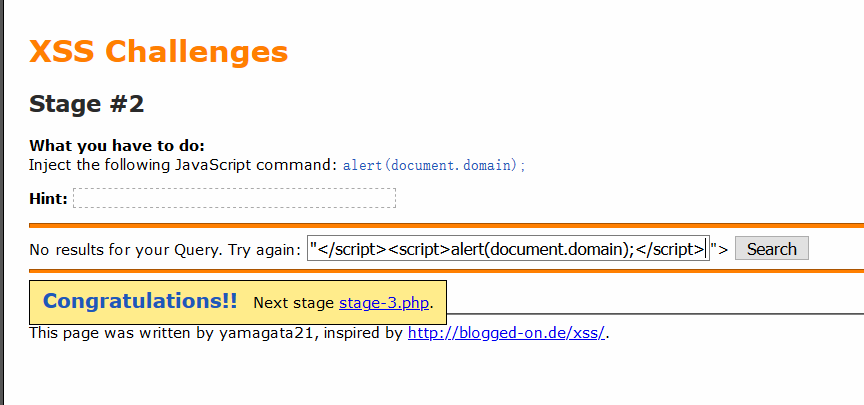 XSS Challenges
Stage #2
What you have to do:
Inject the following JavaScript command: alert(document.domain);
Hint:
No results for your Query. Try again: "</script><script>alert(document.domain);</script>"> Search
Congratulations!! Next stage stage-3.php.
This page was written by yamagata21, inspired by http://blogged-on.de/xss/.